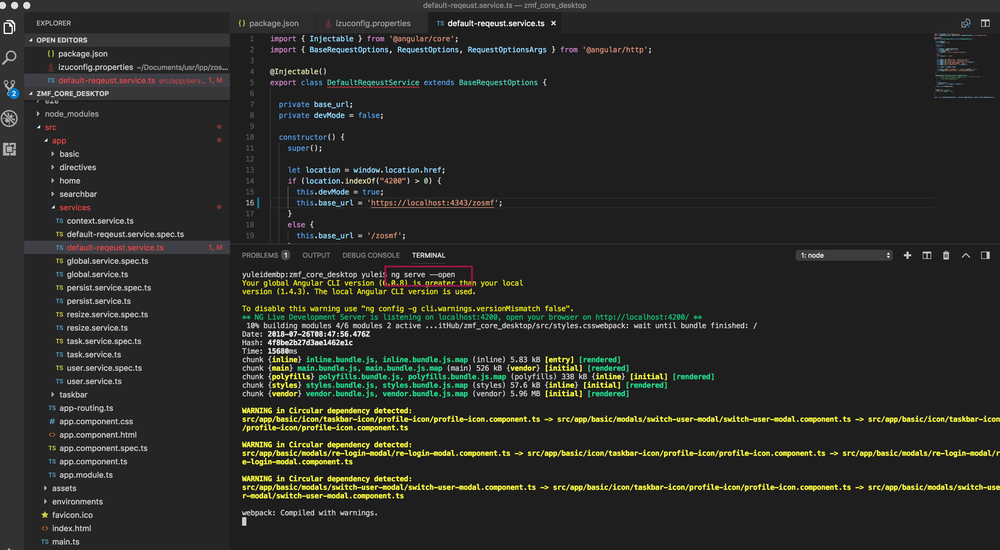 default-reqeust.service.ts — zmf_core_desktop
EXPLORER
OPEN EDITORS
{} package.json
izuconfig.properties ~/Documents/usr/lpp/zos...
TS default-reqeust.service.ts src/app/serv... 1, M
2
ZMF_CORE_DESKTOP
eze
node_modules
src
app
basic
directives
home
searchbar
services
TS context.service.ts
TS default-reqeust.service.spec.ts
TS default-reqeust.service.ts 1, M
TS global.service.spec.ts
TS global.service.ts
TS persist.service.spec.ts
TS persist.service.ts
TS resize.service.spec.ts
TS resize.service.ts
TS task.service.spec.ts
TS task.service.ts
TS user.service.spec.ts
TS user.service.ts
taskbar
TS app-routing.ts
# app.component.css
<> app.component.html
TS app.component.spec.ts
TS app.component.ts
TS app.module.ts
assets
environments
favicon.ico
<> index.html
TS main.ts
{} package.json izuconfig.properties TS default-reqeust.service.ts ×
1 import { Injectable } from '@angular/core';
2 import { BaseRequestOptions, RequestOptions, RequestOptionsArgs } from '@angular/http';
3
4 @Injectable()
5 export class DefaultReqeustService extends BaseRequestOptions {
6
7 private base_url;
8 private devMode = false;
9
10 constructor() {
11 super();
12
13 let location = window.location.href;
14 if (location.indexOf("4200") > 0) {
15 this.devMode = true;
16 this.base_url = 'https://localhost:4343/zosmf';
17 }
18 else {
19 this.base_url = '/zosmf';
PROBLEMS 1 OUTPUT DEBUG CONSOLE TERMINAL 1: node
yuleidembp:zmf_core_desktop yulei$ ng serve --open
Your global Angular CLI version (6.0.8) is greater than your local
version (1.4.3). The local Angular CLI version is used.
To disable this warning use "ng config -g cli.warnings.versionMismatch false".
** NG Live Development Server is listening on localhost:4200, open your browser on http://localhost:4200/ **
10% building modules 4/6 modules 2 active ...itHub/zmf_core_desktop/src/styles.csswebpack: wait until bundle finished: /
Date: 2018-07-26T08:47:56.476Z
Hash: 4f8be2b27d3ae1462e1c
Time: 15680ms
chunk {inline} inline.bundle.js, inline.bundle.js.map (inline) 5.83 kB [entry] [rendered]
chunk {main} main.bundle.js, main.bundle.js.map (main) 526 kB {vendor} [initial] [rendered]
chunk {polyfills} polyfills.bundle.js, polyfills.bundle.js.map (polyfills) 338 kB {inline} [initial] [rendered]
chunk {styles} styles.bundle.js, styles.bundle.js.map (styles) 57.6 kB {inline} [initial] [rendered]
chunk {vendor} vendor.bundle.js, vendor.bundle.js.map (vendor) 5.96 MB [initial] [rendered]
WARNING in Circular dependency detected:
src/app/basic/icon/taskbar-icon/profile-icon/profile-icon.component.ts -> src/app/basic/modals/switch-user-modal/switch-user-modal.component.ts -> src/app/basic/icon/taskbar-icon
/profile-icon/profile-icon.component.ts
WARNING in Circular dependency detected:
src/app/basic/modals/re-login-modal/re-login-modal.component.ts -> src/app/basic/icon/taskbar-icon/profile-icon/profile-icon.component.ts -> src/app/basic/modals/re-login-modal/r
e-login-modal.component.ts
WARNING in Circular dependency detected:
src/app/basic/modals/switch-user-modal/switch-user-modal.component.ts -> src/app/basic/icon/taskbar-icon/profile-icon/profile-icon.component.ts -> src/app/basic/modals/switch-use
r-modal/switch-user-modal.component.ts
webpack: Compiled with warnings.